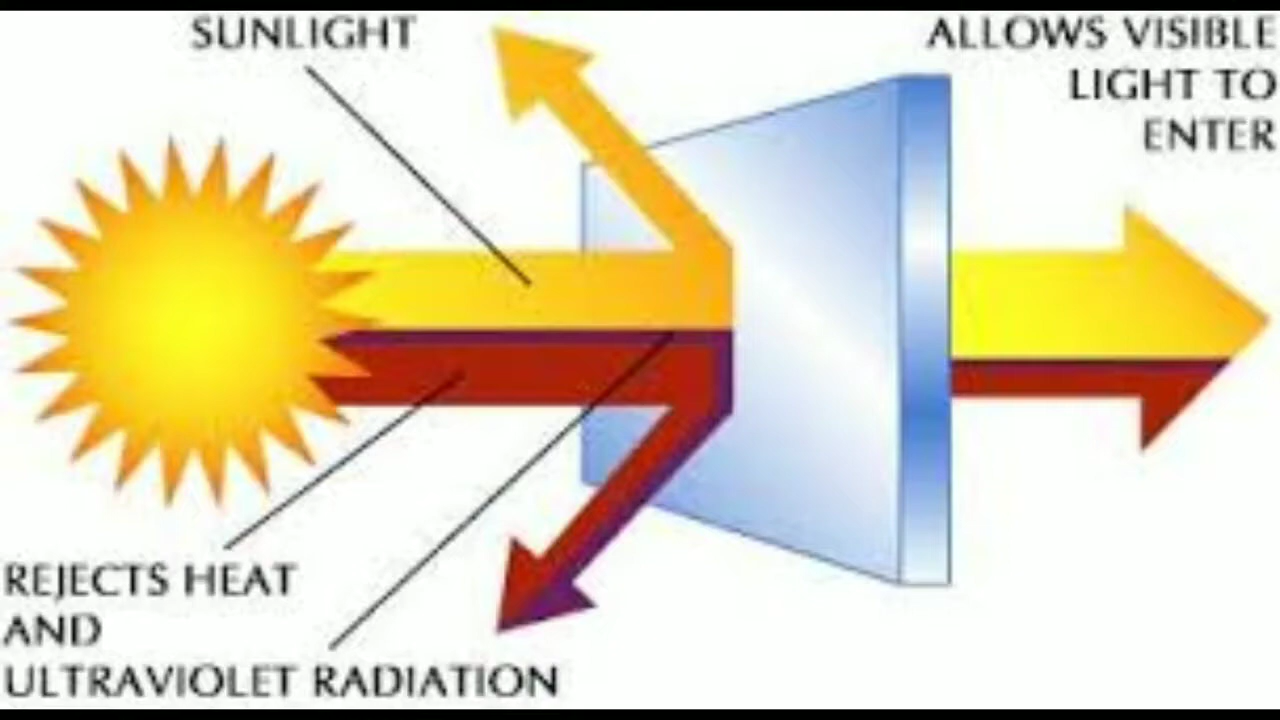 SUNLIGHT
ALLOWS VISIBLE
LIGHT TO
ENTER
REJECTS HEAT
AND
ULTRAVIOLET RADIATION